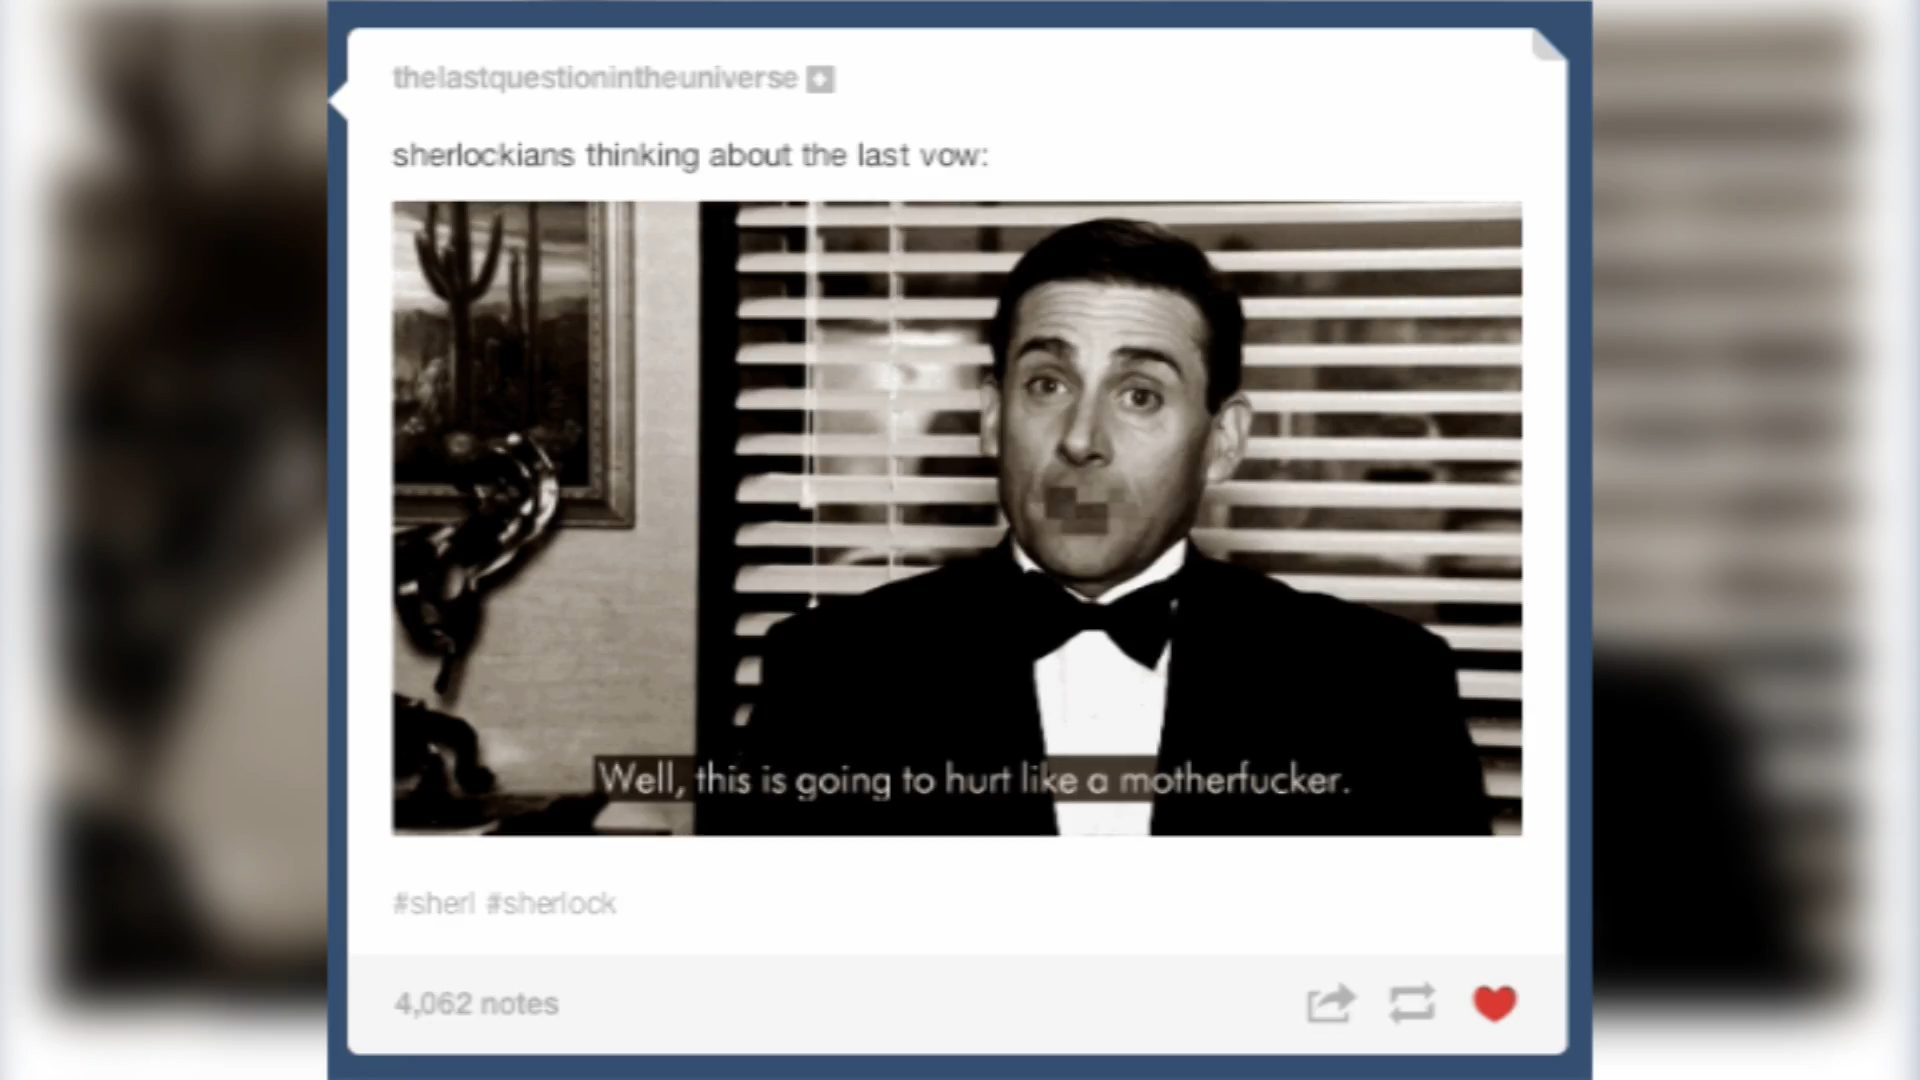 thelastquestionintheuniverse
sherlockians thinking about the last vow:
Well, this is going to hurt like a motherfucker.
#sherl #sherlock
4,062 notes